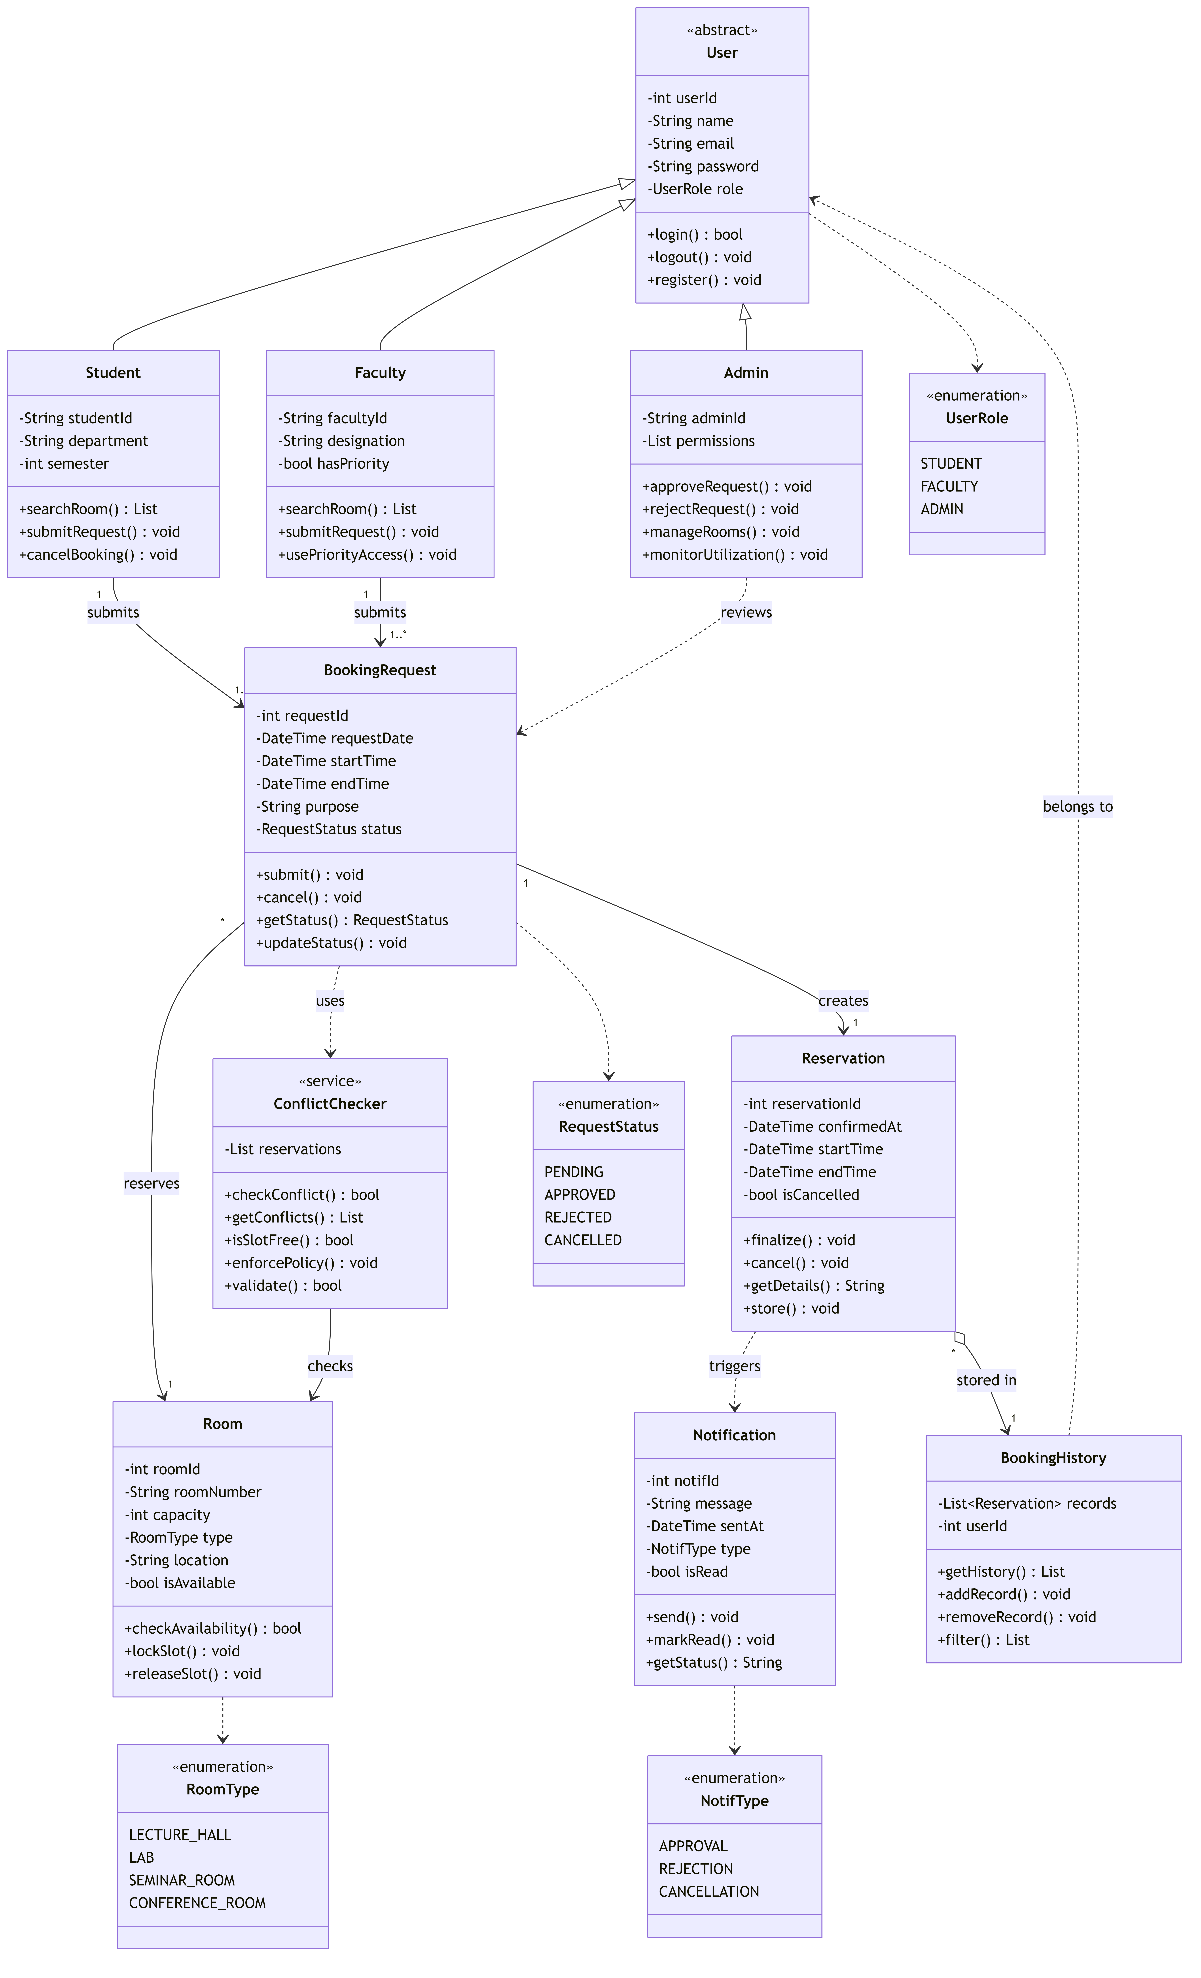 «abstract»
User
-int userId
-String name
-String email
-String password
-UserRole role
+login() : bool
+logout() : void
+register() : void
Student
-String studentId
-String department
-int semester
+searchRoom() : List
+submitRequest() : void
+cancelBooking() : void
Faculty
-String facultyId
-String designation
-bool hasPriority
+searchRoom() : List
+submitRequest() : void
+usePriorityAccess() : void
Admin
-String adminId
-List permissions
+approveRequest() : void
+rejectRequest() : void
+manageRooms() : void
+monitorUtilization() : void
«enumeration»
UserRole
STUDENT
FACULTY
ADMIN
1
submits
1..
1
submits
1..*
reviews
BookingRequest
-int requestId
-DateTime requestDate
-DateTime startTime
-DateTime endTime
-String purpose
-RequestStatus status
+submit() : void
+cancel() : void
+getStatus() : RequestStatus
+updateStatus() : void
belongs to
1
*
uses
creates
1
«service»
ConflictChecker
-List reservations
+checkConflict() : bool
+getConflicts() : List
+isSlotFree() : bool
+enforcePolicy() : void
+validate() : bool
«enumeration»
RequestStatus
PENDING
APPROVED
REJECTED
CANCELLED
Reservation
-int reservationId
-DateTime confirmedAt
-DateTime startTime
-DateTime endTime
-bool isCancelled
+finalize() : void
+cancel() : void
+getDetails() : String
+store() : void
reserves
1
checks
triggers
*
stored in
1
Room
-int roomId
-String roomNumber
-int capacity
-RoomType type
-String location
-bool isAvailable
+checkAvailability() : bool
+lockSlot() : void
+releaseSlot() : void
Notification
-int notifId
-String message
-DateTime sentAt
-NotifType type
-bool isRead
+send() : void
+markRead() : void
+getStatus() : String
BookingHistory
-List<Reservation> records
-int userId
+getHistory() : List
+addRecord() : void
+removeRecord() : void
+filter() : List
«enumeration»
RoomType
LECTURE_HALL
LAB
SEMINAR_ROOM
CONFERENCE_ROOM
«enumeration»
NotifType
APPROVAL
REJECTION
CANCELLATION